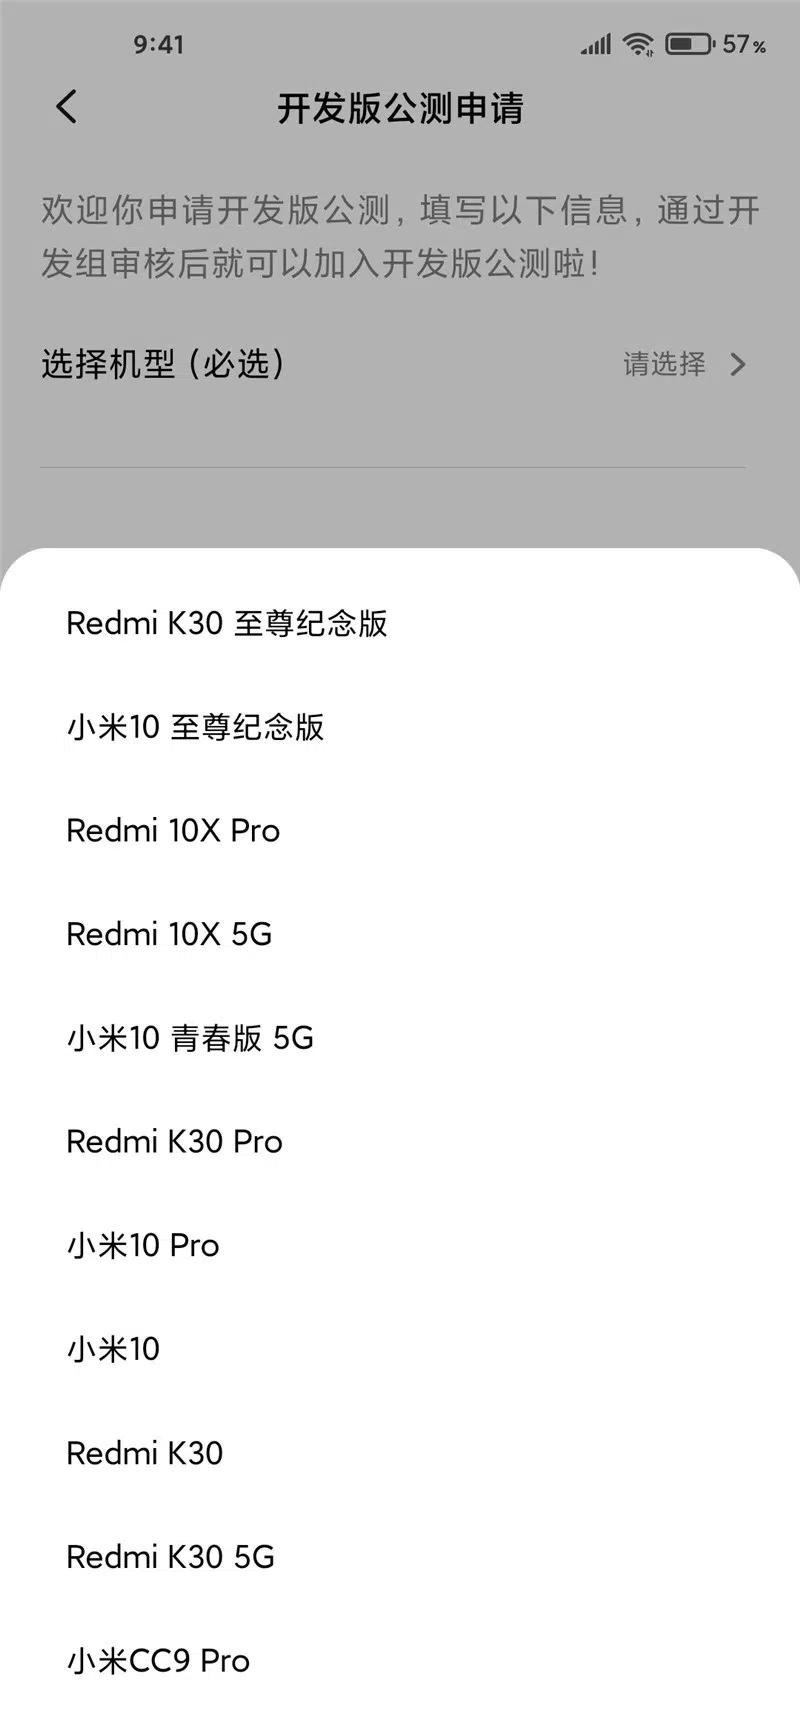 9:41
57%
开发版公测申请
欢迎你申请开发版公测，填写以下信息，通过开
发组审核后就可以加入开发版公测啦！
选择机型（必选）
请选择
Redmi K30 至尊纪念版
小米10 至尊纪念版
Redmi 10X Pro
Redmi 10X 5G
小米10 青春版 5G
Redmi K30 Pro
小米10 Pro
小米10
Redmi K30
Redmi K30 5G
小米CC9 Pro